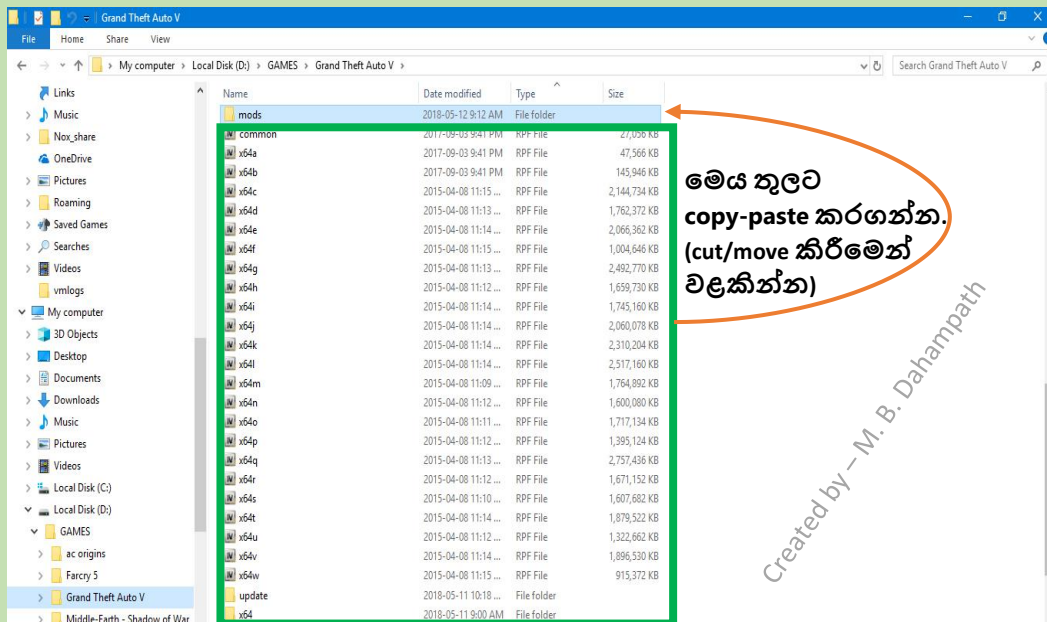 Grand Theft Auto V
File Home Share View
My computer > Local Disk (D:) > GAMES > Grand Theft Auto V >
Search Grand Theft Auto V
Links
Music
Nox_share
OneDrive
Pictures
Roaming
Saved Games
Searches
Videos
vmlogs
My computer
3D Objects
Desktop
Documents
Downloads
Music
Pictures
Videos
Local Disk (C:)
Local Disk (D:)
GAMES
ac origins
Farcry 5
Grand Theft Auto V
Middle-Earth - Shadow of War
Name Date modified Type Size
mods 2018-05-12 9:12 AM File folder
common 2017-09-03 9:41 PM RPF File 27,056 KB
x64a 2017-09-03 9:41 PM RPF File 47,566 KB
x64b 2017-09-03 9:41 PM RPF File 145,946 KB
x64c 2015-04-08 11:15 ... RPF File 2,144,734 KB
x64d 2015-04-08 11:13 ... RPF File 1,762,372 KB
x64e 2015-04-08 11:14 ... RPF File 2,066,362 KB
x64f 2015-04-08 11:15 ... RPF File 1,004,646 KB
x64g 2015-04-08 11:13 ... RPF File 2,492,770 KB
x64h 2015-04-08 11:12 ... RPF File 1,659,730 KB
x64i 2015-04-08 11:14 ... RPF File 1,745,160 KB
x64j 2015-04-08 11:14 ... RPF File 2,060,078 KB
x64k 2015-04-08 11:14 ... RPF File 2,310,204 KB
x64l 2015-04-08 11:14 ... RPF File 2,517,160 KB
x64m 2015-04-08 11:09 ... RPF File 1,764,892 KB
x64n 2015-04-08 11:12 ... RPF File 1,600,080 KB
x64o 2015-04-08 11:11 ... RPF File 1,717,134 KB
x64p 2015-04-08 11:12 ... RPF File 1,395,124 KB
x64q 2015-04-08 11:13 ... RPF File 2,757,436 KB
x64r 2015-04-08 11:12 ... RPF File 1,671,152 KB
x64s 2015-04-08 11:10 ... RPF File 1,607,682 KB
x64t 2015-04-08 11:14 ... RPF File 1,879,522 KB
x64u 2015-04-08 11:12 ... RPF File 1,322,662 KB
x64v 2015-04-08 11:14 ... RPF File 1,896,530 KB
x64w 2015-04-08 11:15 ... RPF File 915,372 KB
update 2018-05-11 10:18 ... File folder
x64 2018-05-11 9:00 AM File folder
මෙය තුලට
copy-paste කරගන්න.
(cut/move කිරීමෙන්
වළකින්න)
Created by – M. B. Dahampath